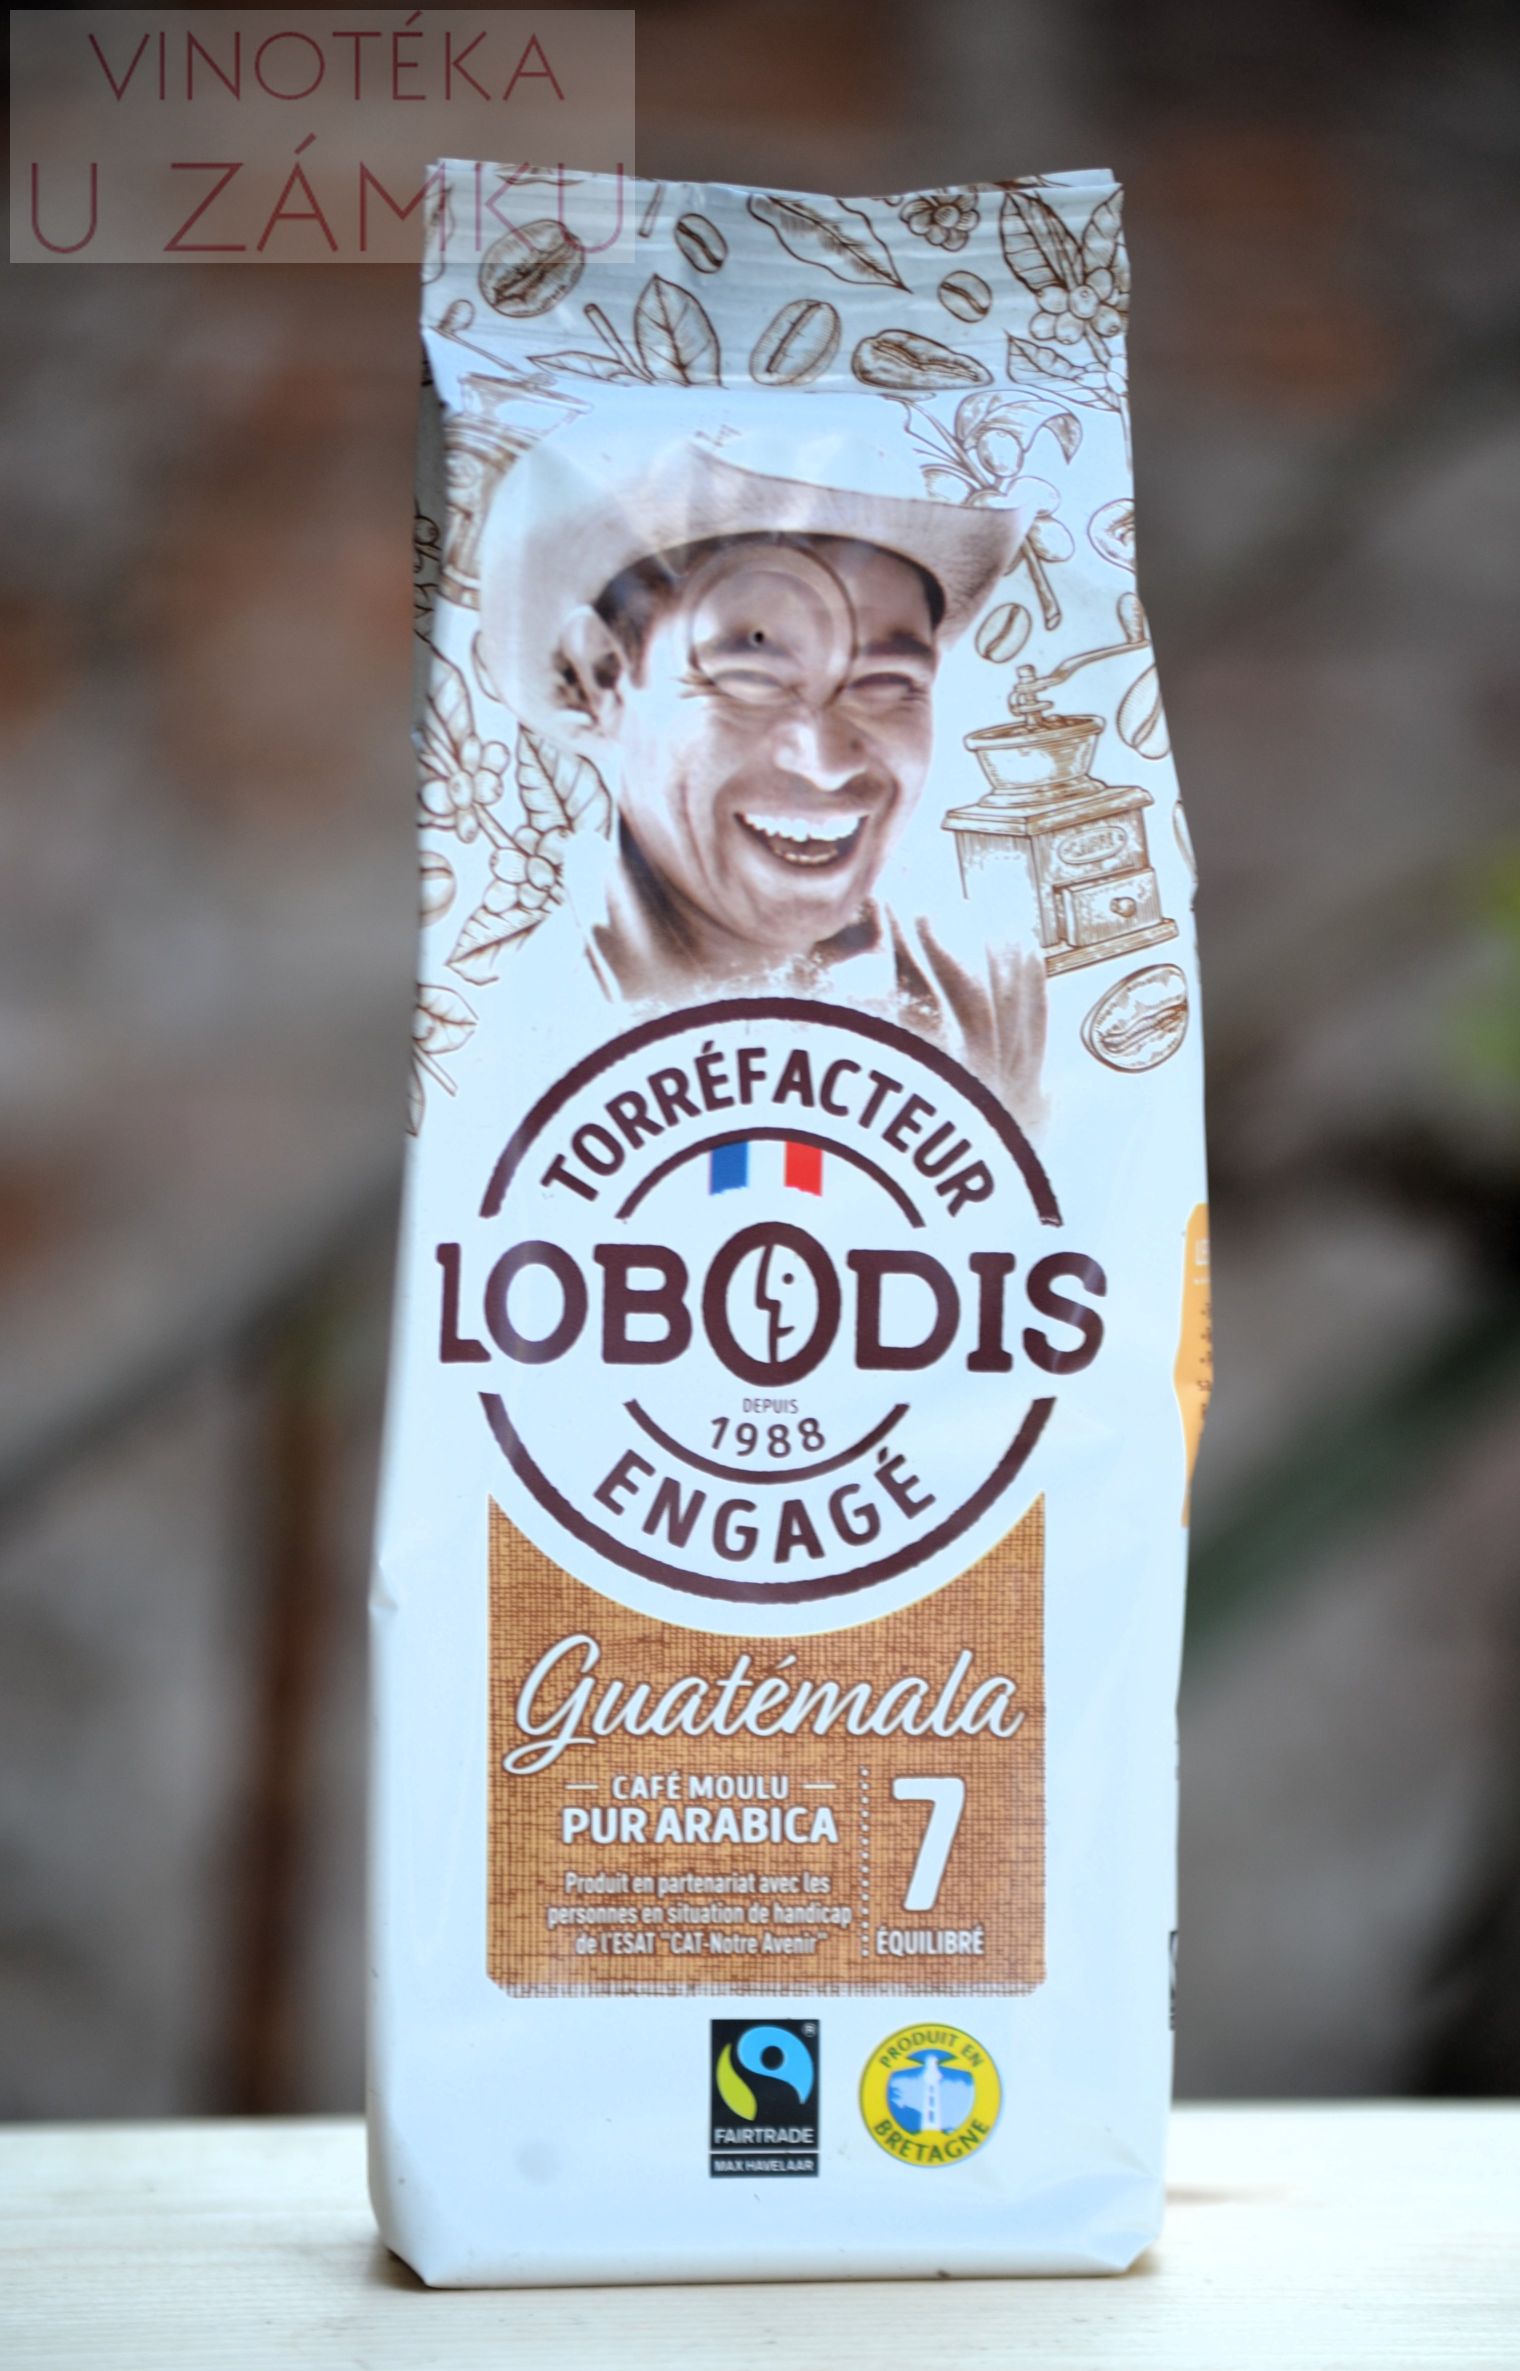 VINOTÉKA
U ZÁMKU
TORRÉFACTEUR
LOBODIS
DEPUIS
1988
ENGAGÉ
Guatémala
CAFÉ MOULU
PUR ARABICA
Produit en partenariat avec les
personnes en situation de handicap
de l'ESAT "CAT-Notre Avenir"
7
ÉQUILIBRÉ
®
FAIRTRADE
MAX HAVELAAR
PRODUIT EN
BRETAGNE